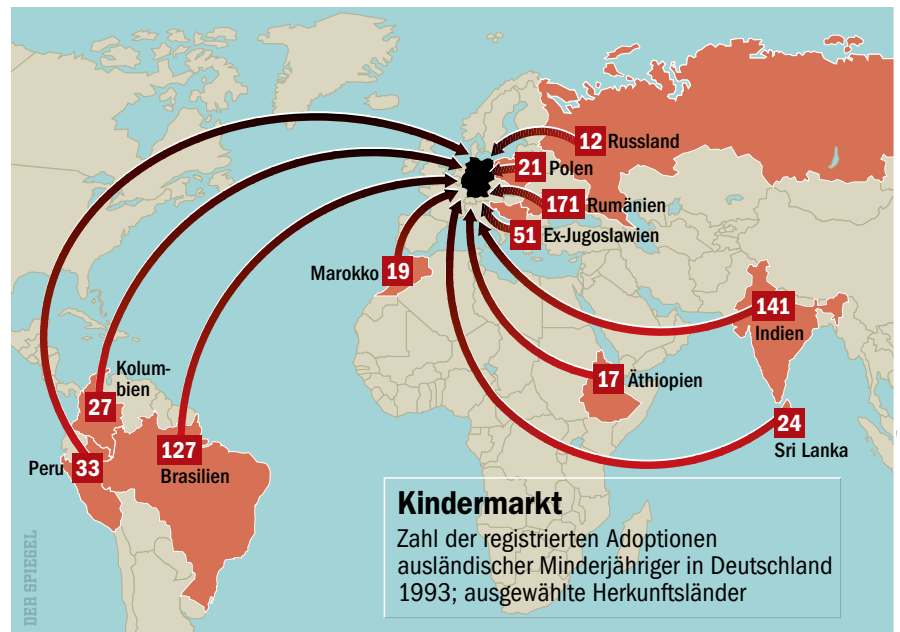 12 Russland
21 Polen
171 Rumänien
51 Ex-Jugoslawien
Marokko 19
141
Indien
Kolum-
bien
27
17 Äthiopien
24
Sri Lanka
127
Brasilien
Peru 33
Kindermarkt
Zahl der registrierten Adoptionen
ausländischer Minderjähriger in Deutschland
1993; ausgewählte Herkunftsländer
DER SPIEGEL